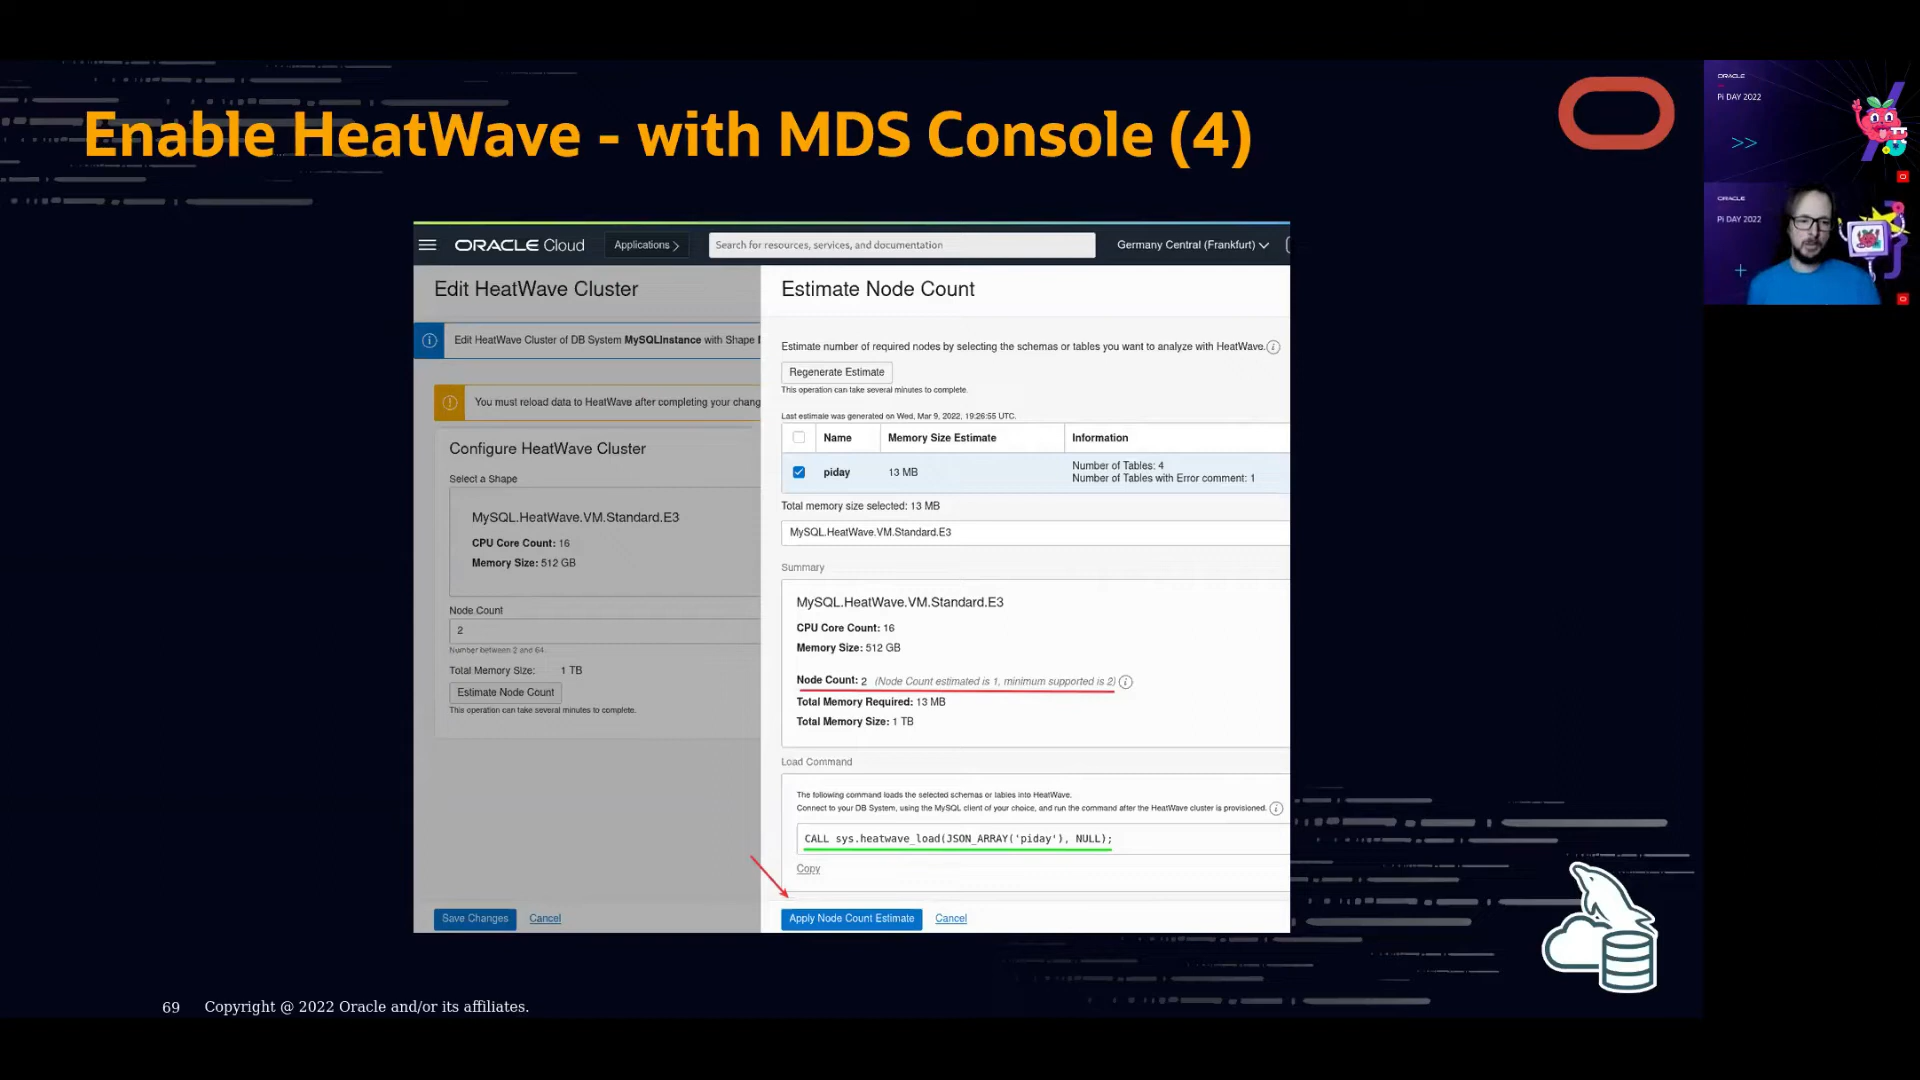 Enable HeatWave - with MDS Console (4)
ORACLE Cloud
Applications
Search for resources, services, and documentation
Germany Central (Frankfurt)
Edit HeatWave Cluster
Edit HeatWave Cluster of DB System MySQLInstance with Shape
You must reload data to HeatWave after completing your chang
Configure HeatWave Cluster
Select a Shape
MySQL.HeatWave.VM.Standard.E3
CPU Core Count: 16
Memory Size: 512 GB
Node Count
2
Number between 2 and 64.
Total Memory Size: 1 TB
Estimate Node Count
This operation can take several minutes to complete.
Save Changes Cancel
Estimate Node Count
Estimate number of required nodes by selecting the schemas or tables you want to analyze with HeatWave.
Regenerate Estimate
This operation can take several minutes to complete.
Last estimate was generated on Wed, Mar 9, 2022, 19:26:55 UTC.
Name Memory Size Estimate Information
piday 13 MB Number of Tables: 4
Number of Tables with Error comment: 1
Total memory size selected: 13 MB
MySQL.HeatWave.VM.Standard.E3
Summary
MySQL.HeatWave.VM.Standard.E3
CPU Core Count: 16
Memory Size: 512 GB
Node Count: 2 (Node Count estimated is 1, minimum supported is 2)
Total Memory Required: 13 MB
Total Memory Size: 1 TB
Load Command
The following command loads the selected schemas or tables into HeatWave.
Connect to your DB System, using the MySQL client of your choice, and run the command after the HeatWave cluster is provisioned.
CALL sys.heatwave_load(JSON_ARRAY('piday'), NULL);
Copy
Apply Node Count Estimate Cancel
69 Copyright @ 2022 Oracle and/or its affiliates.
ORACLE
Pi DAY 2022
>>
ORACLE
Pi DAY 2022
+